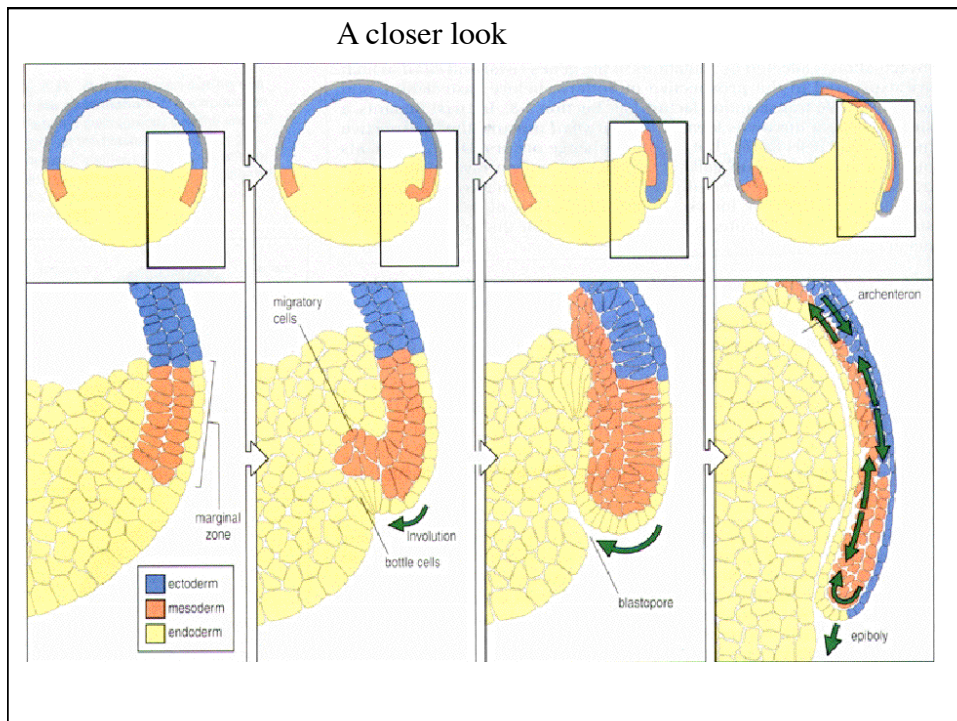 A closer look
migratory
cells
archenteron
marginal
zone
Involution
bottle cells
blastopore
epiboly
ectoderm
mesoderm
endoderm